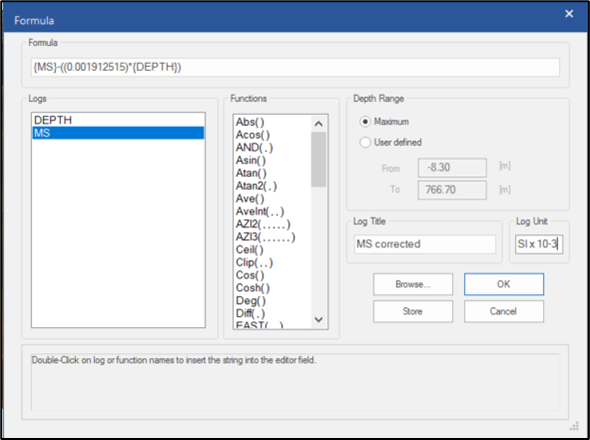 Formula
Formula
{MS}-((0.001912515)*{DEPTH})
Logs
DEPTH
MS
Functions
Abs()
Acos()
AND(.)
Asin()
Atan()
Atan2(.)
Ave()
AveInt(..)
AZI2(.....)
AZI3(......)
Ceil()
Clip(..)
Cos()
Cosh()
Deg()
Diff(.)
EAST( )
Depth Range
Maximum
User defined
From -8.30 [m]
To 766.70 [m]
Log Title
MS corrected
Log Unit
SI x 10-3
Browse...
OK
Store
Cancel
Double-Click on log or function names to insert the string into the editor field.